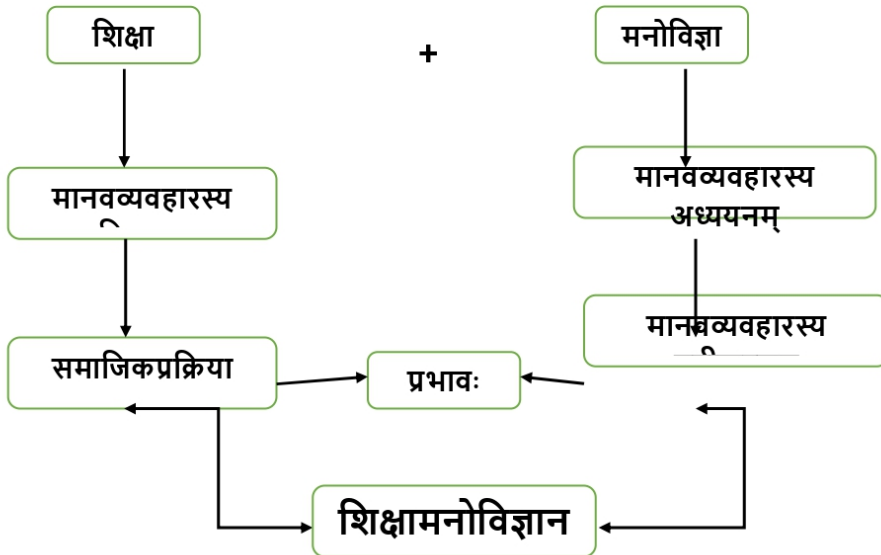 शिक्षा
+
मनोविज्ञा
मानवव्यवहारस्य
मानवव्यवहारस्य
अध्ययनम्
मानवव्यवहारस्य
समाजिकप्रक्रिया
प्रभावः
शिक्षामनोविज्ञान